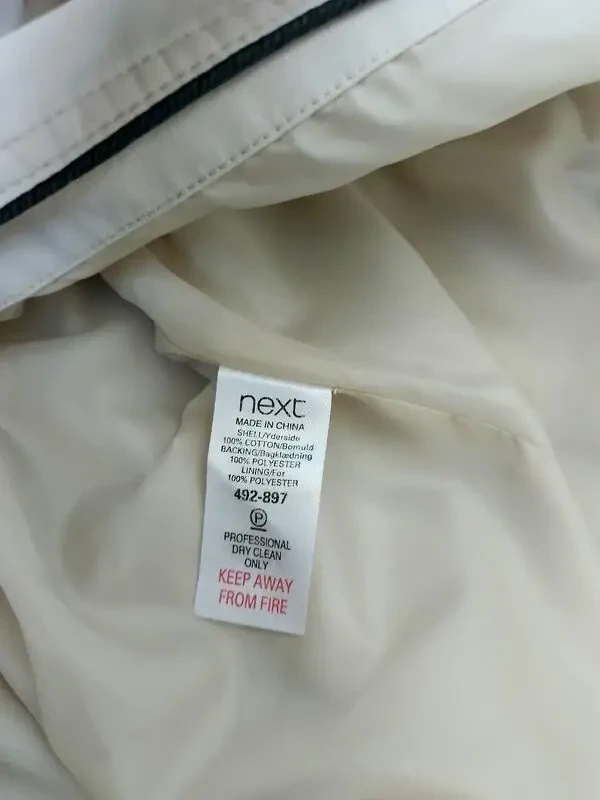 next
MADE IN CHINA
SHELL/Yderside
100% COTTON/Bomuld
BACKING/Bagklædning
100% POLYESTER
LINING/For
100% POLYESTER
492-897
P
PROFESSIONAL
DRY CLEAN
ONLY
KEEP AWAY
FROM FIRE